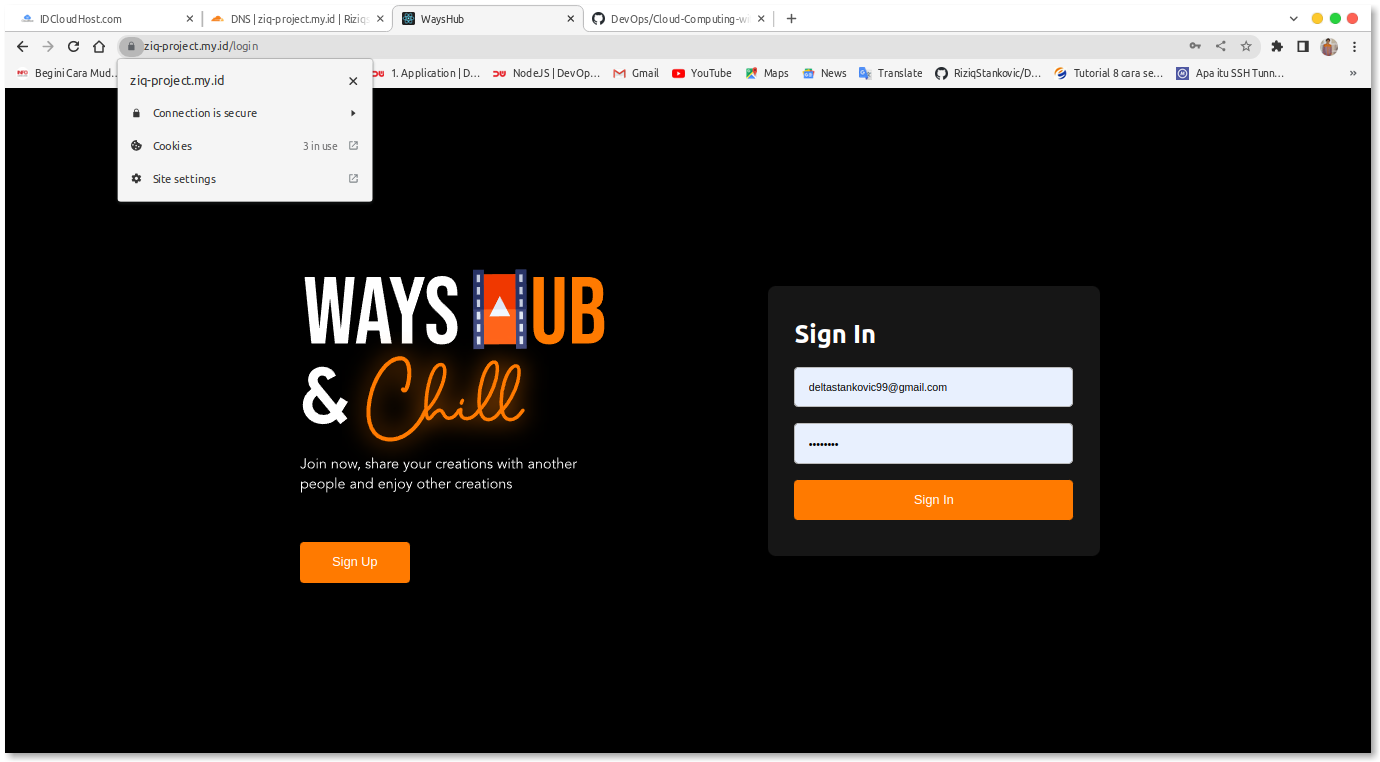 IDCloudHost.com
DNS | ziq-project.my.id | Riziqs
WaysHub
DevOps/Cloud-Computing-wi
ziq-project.my.id/login
Begini Cara Mud...
1. Application | D...
NodeJS | DevOp...
Gmail
YouTube
Maps
News
Translate
RiziqStankovic/D...
Tutorial 8 cara se...
Apa itu SSH Tunn...
»
ziq-project.my.id
Connection is secure
Cookies
3 in use
Site settings
WAYS HUB
& Chill
Join now, share your creations with another
people and enjoy other creations
Sign Up
Sign In
deltastankovic99@gmail.com
••••••••
Sign In